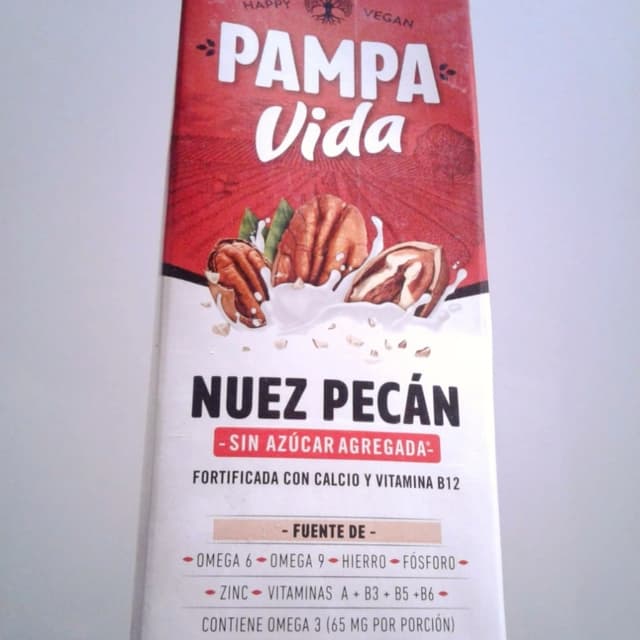 HAPPY VEGAN
PAMPA
Vida
NUEZ PECÁN
- SIN AZÚCAR AGREGADA* -
FORTIFICADA CON CALCIO Y VITAMINA B12
- FUENTE DE -
OMEGA 6 OMEGA 9 HIERRO FÓSFORO
ZINC VITAMINAS A + B3 + B5 +B6
CONTIENE OMEGA 3 (65 MG POR PORCIÓN)